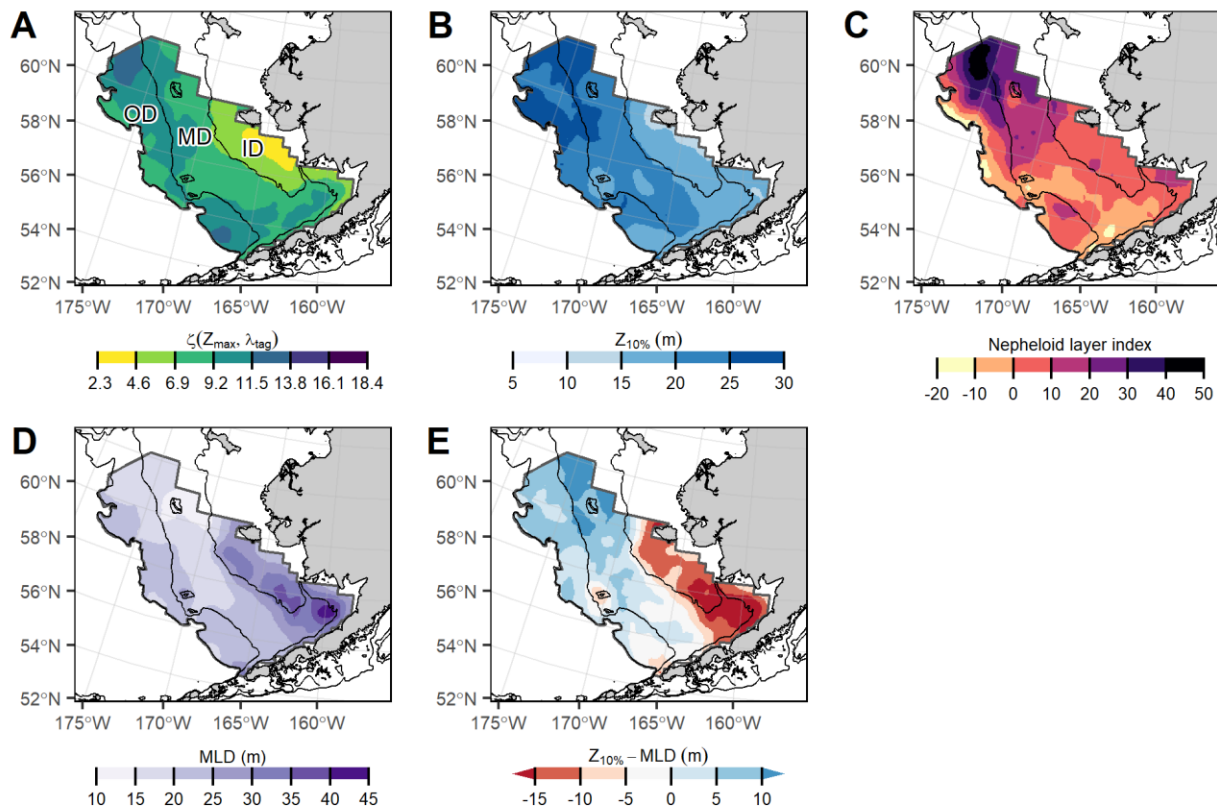 A
B
C
60°N
58°N
56°N
54°N
52°N
OD
MD
ID
175°W 170°W 165°W 160°W
ζ(Zmax, λtag)
2.3 4.6 6.9 9.2 11.5 13.8 16.1 18.4
60°N
58°N
56°N
54°N
52°N
175°W 170°W 165°W 160°W
Z10% (m)
5 10 15 20 25 30
60°N
58°N
56°N
54°N
52°N
175°W 170°W 165°W 160°W
Nepheloid layer index
-20 -10 0 10 20 30 40 50
D
E
60°N
58°N
56°N
54°N
52°N
175°W 170°W 165°W 160°W
MLD (m)
10 15 20 25 30 35 40 45
60°N
58°N
56°N
54°N
52°N
175°W 170°W 165°W 160°W
Z10% − MLD (m)
-15 -10 -5 0 5 10